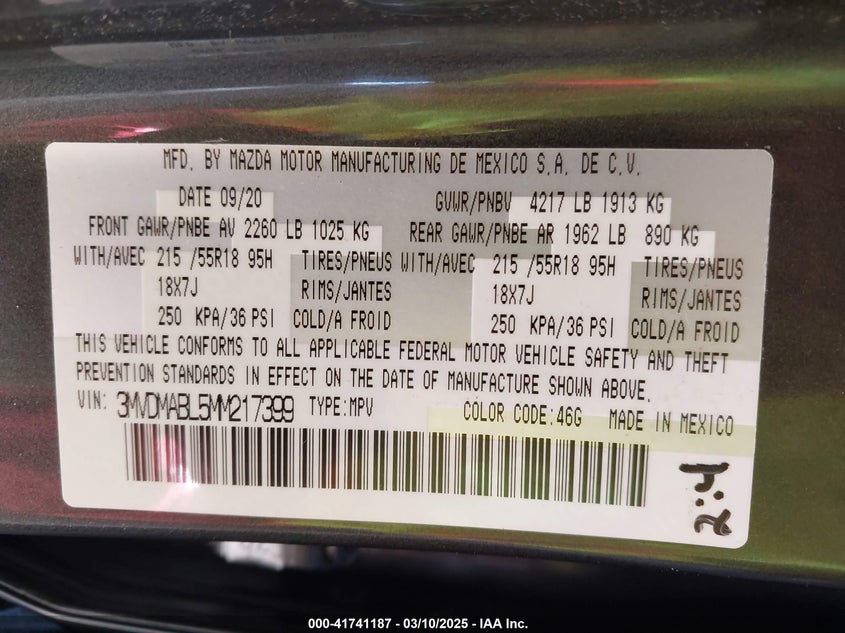 MFD. BY MAZDA MOTOR MANUFACTURING DE MEXICO S.A. DE C.V.
DATE 09/20 GVWR/PNBV 4217 LB 1913 KG
FRONT GAWR/PNBE AV 2260 LB 1025 KG REAR GAWR/PNBE AR 1962 LB 890 KG
WITH/AVEC 215 /55R18 95H TIRES/PNEUS WITH/AVEC 215 /55R18 95H TIRES/PNEUS
18X7J RIMS/JANTES 18X7J RIMS/JANTES
250 KPA/36 PSI COLD/A FROID 250 KPA/36 PSI COLD/A FROID
THIS VEHICLE CONFORMS TO ALL APPLICABLE FEDERAL MOTOR VEHICLE SAFETY AND THEFT
PREVENTION STANDARDS IN EFFECT ON THE DATE OF MANUFACTURE SHOWN ABOVE.
VIN: 3MVDMABL5MM217399 TYPE:MPV COLOR CODE:46G MADE IN MEXICO
000-41741187 - 03/10/2025 - IAA Inc.